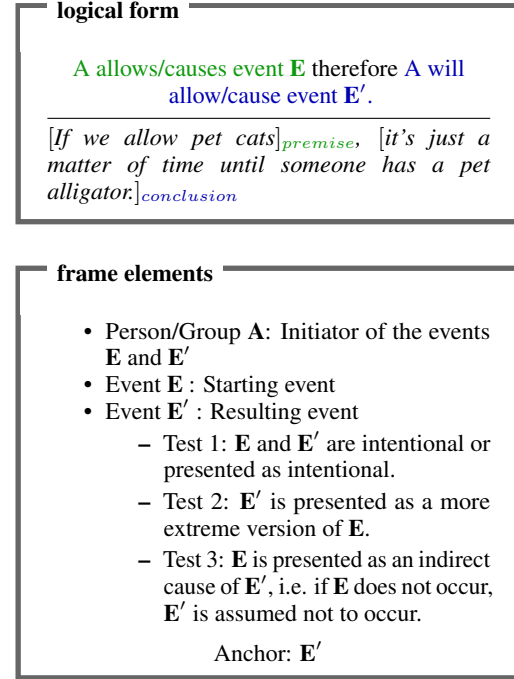 logical form
A allows/causes event E therefore A will
allow/cause event E′.
[If we allow pet cats]premise, [it's just a
matter of time until someone has a pet
alligator.]conclusion
frame elements
• Person/Group A: Initiator of the events
E and E′
• Event E : Starting event
• Event E′ : Resulting event
– Test 1: E and E′ are intentional or
presented as intentional.
– Test 2: E′ is presented as a more
extreme version of E.
– Test 3: E is presented as an indirect
cause of E′, i.e. if E does not occur,
E′ is assumed not to occur.
Anchor: E′